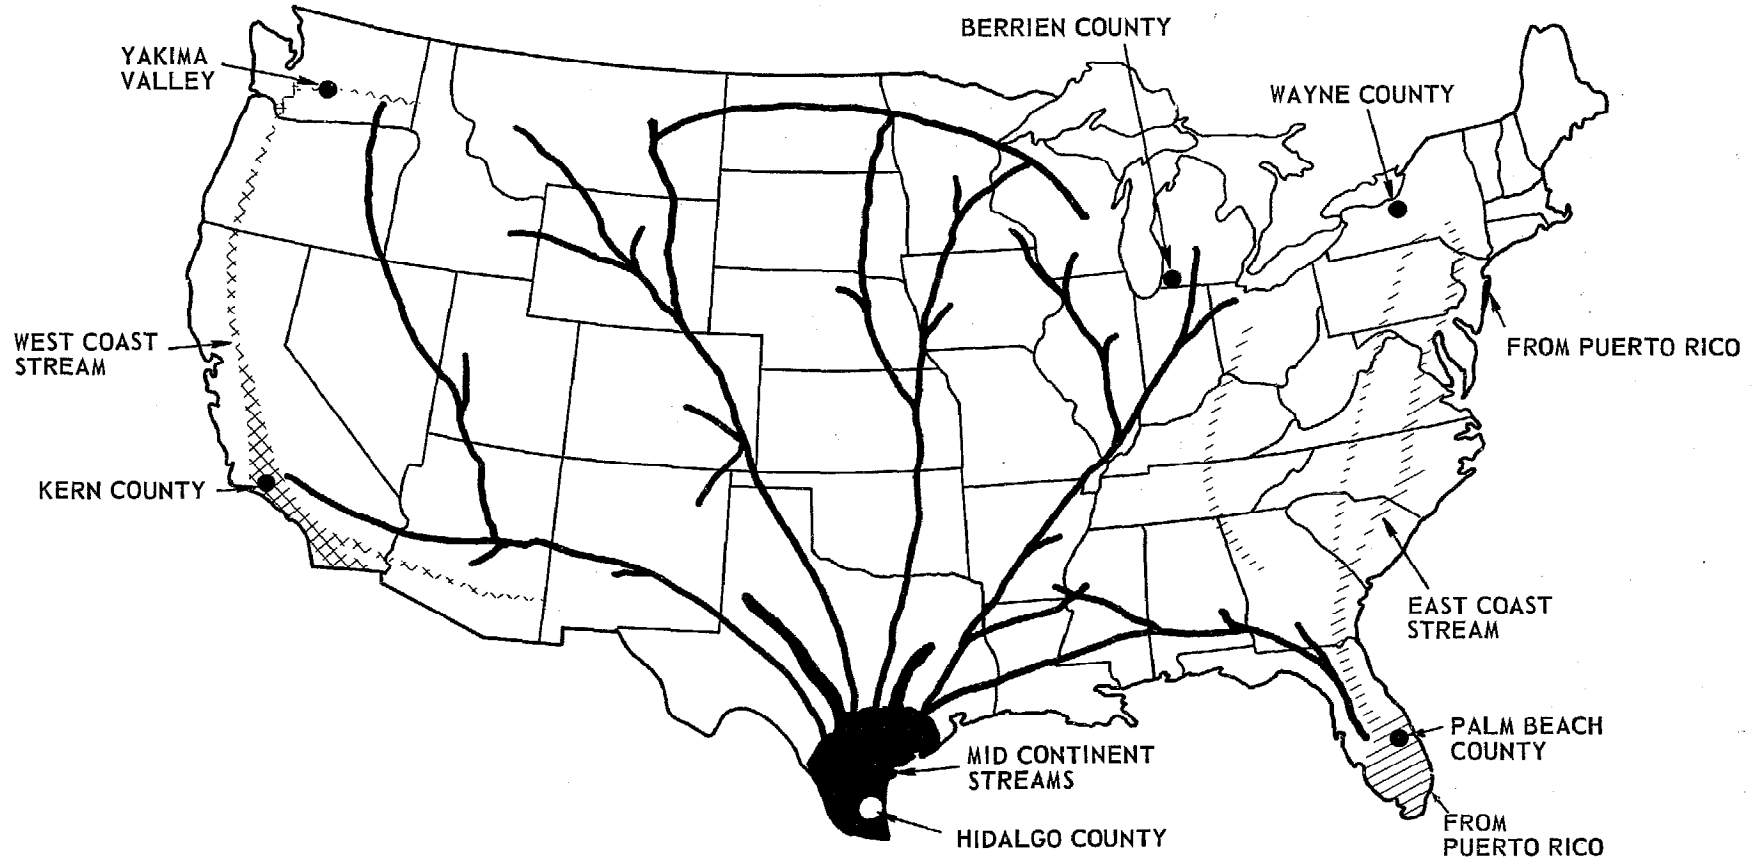 BERRIEN COUNTY
YAKIMA
VALLEY
WAYNE COUNTY
WEST COAST
STREAM
FROM PUERTO RICO
KERN COUNTY
EAST COAST
STREAM
PALM BEACH
COUNTY
MID CONTINENT
STREAMS
HIDALGO COUNTY
FROM
PUERTO RICO